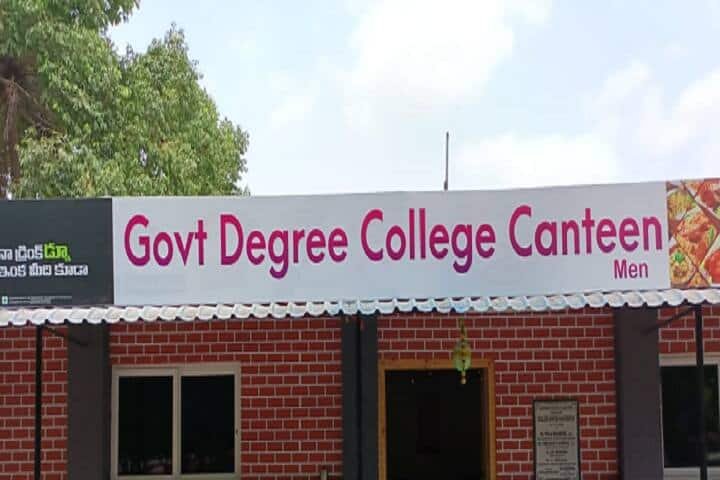 నా డ్రింక్ డ్యూ
ఇంక మీది కూడా
Govt Degree College Canteen
Men